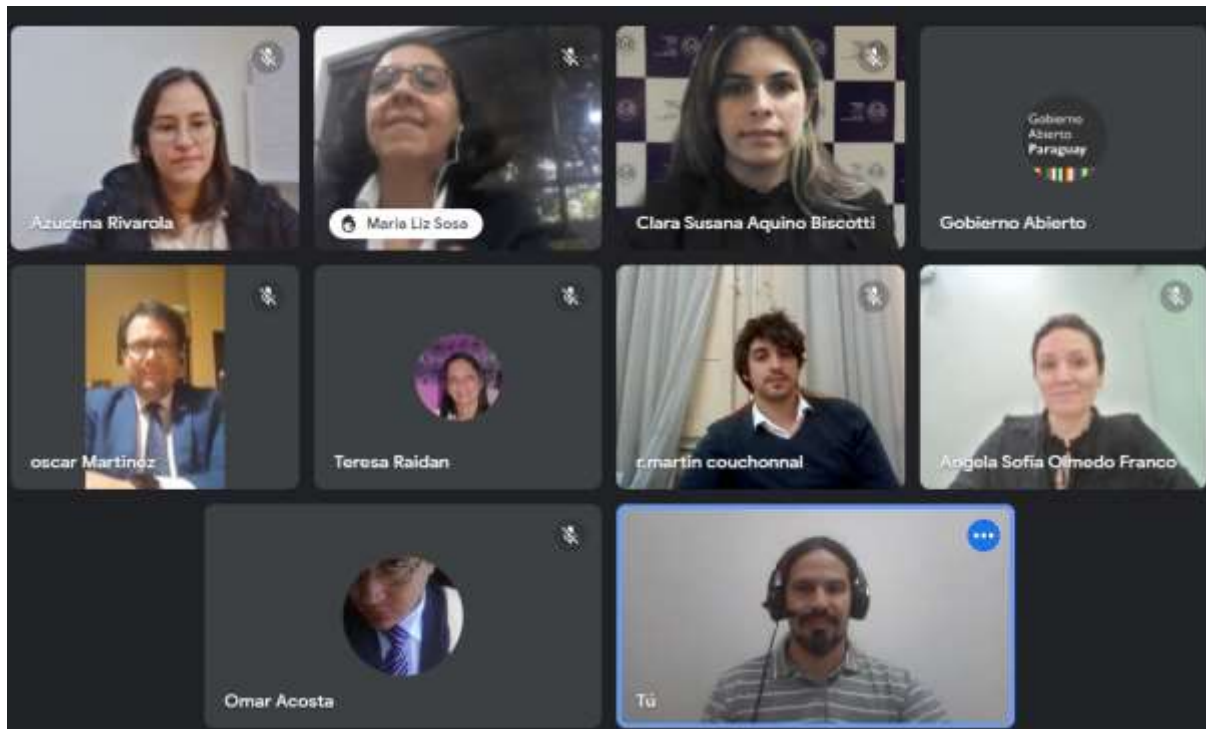 Azucena Rivarola
Maria Liz Sosa
Clara Susana Aquino Biscotti
Gobierno
Abierto
Paraguay
Gobierno Abierto
oscar Martinez
Teresa Raidan
r.martin couchonnal
Angela Sofia Olmedo Franco
Omar Acosta
Tú